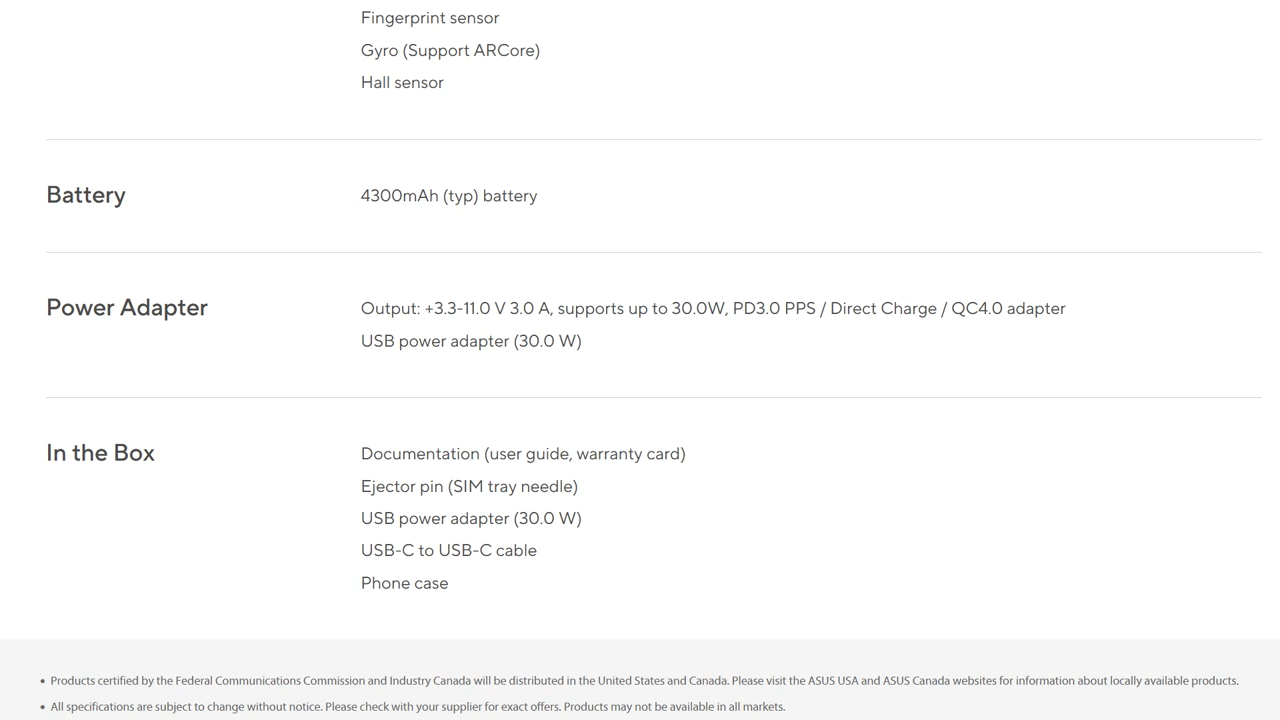 Fingerprint sensor
Gyro (Support ARCore)
Hall sensor
Battery
4300mAh (typ) battery
Power Adapter
Output: +3.3-11.0 V 3.0 A, supports up to 30.0W, PD3.0 PPS / Direct Charge / QC4.0 adapter
USB power adapter (30.0 W)
In the Box
Documentation (user guide, warranty card)
Ejector pin (SIM tray needle)
USB power adapter (30.0 W)
USB-C to USB-C cable
Phone case
• Products certified by the Federal Communications Commission and Industry Canada will be distributed in the United States and Canada. Please visit the ASUS USA and ASUS Canada websites for information about locally available products.
• All specifications are subject to change without notice. Please check with your supplier for exact offers. Products may not be available in all markets.